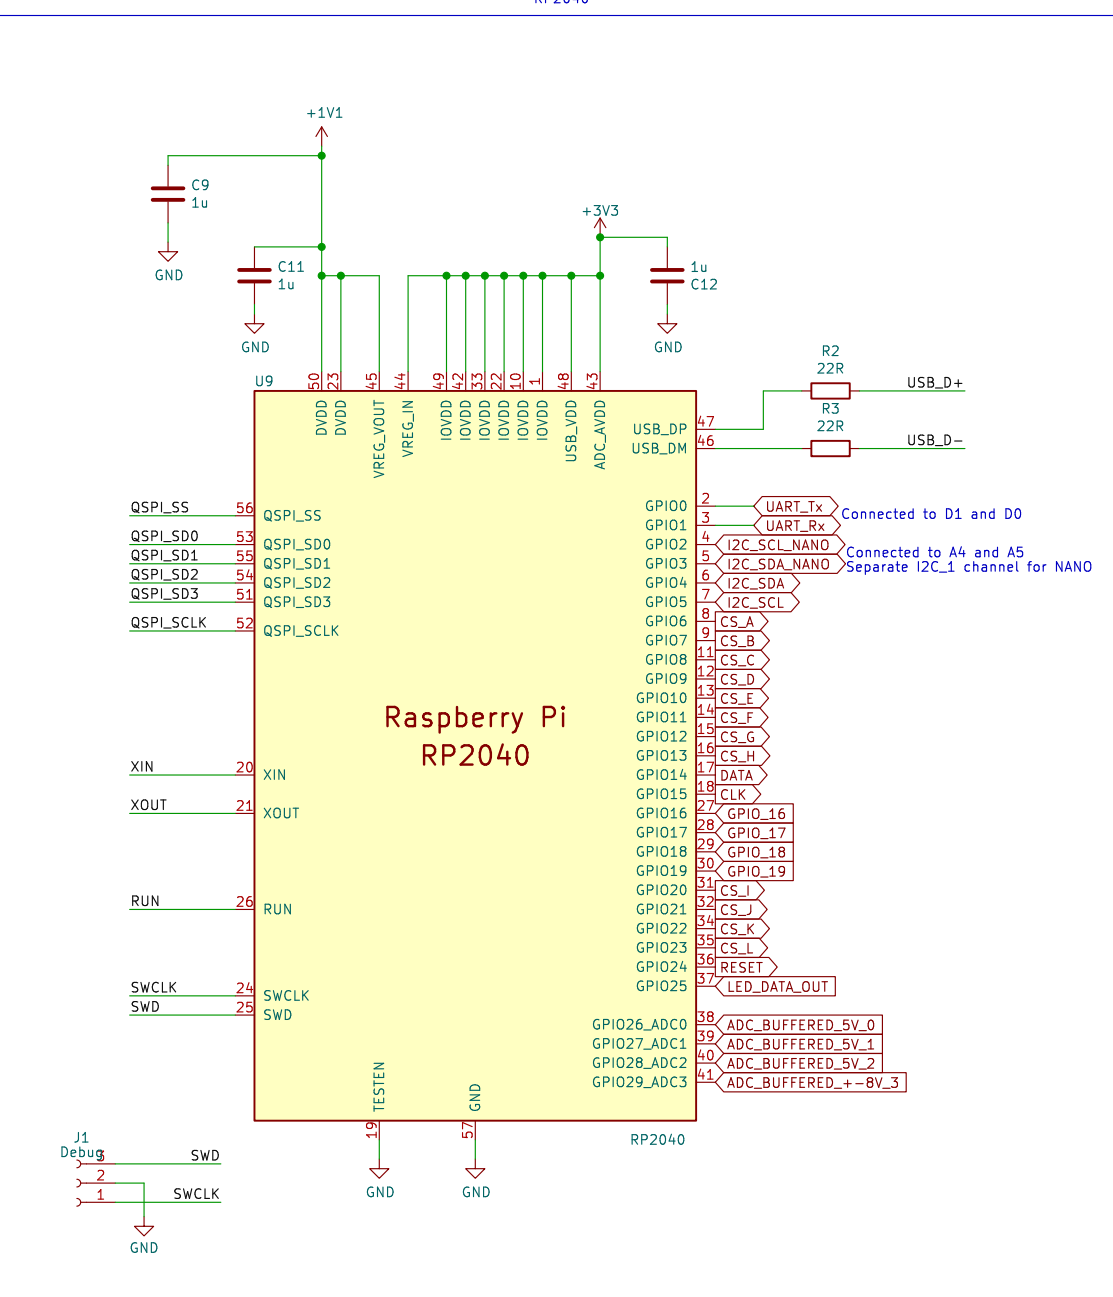 RP2040
+1V1
C9
1u
GND
+3V3
C11
1u
GND
1u
C12
GND
R2
22R
USB_D+
R3
22R
USB_D-
U9
50
23
45
44
49
42
33
22
10
1
48
43
DVDD
DVDD
VREG_VOUT
VREG_IN
IOVDD
IOVDD
IOVDD
IOVDD
IOVDD
IOVDD
USB_VDD
ADC_AVDD
USB_DP 47
USB_DM 46
QSPI_SS 56 QSPI_SS
QSPI_SD0 53 QSPI_SD0
QSPI_SD1 55 QSPI_SD1
QSPI_SD2 54 QSPI_SD2
QSPI_SD3 51 QSPI_SD3
QSPI_SCLK 52 QSPI_SCLK
XIN 20 XIN
XOUT 21 XOUT
RUN 26 RUN
SWCLK 24 SWCLK
SWD 25 SWD
Raspberry Pi
RP2040
GPIO0 2 UART_Tx
GPIO1 3 UART_Rx
Connected to D1 and D0
GPIO2 4 I2C_SCL_NANO
GPIO3 5 I2C_SDA_NANO
Connected to A4 and A5
Separate I2C_1 channel for NANO
GPIO4 6 I2C_SDA
GPIO5 7 I2C_SCL
GPIO6 8 CS_A
GPIO7 9 CS_B
GPIO8 11 CS_C
GPIO9 12 CS_D
GPIO10 13 CS_E
GPIO11 14 CS_F
GPIO12 15 CS_G
GPIO13 16 CS_H
GPIO14 17 DATA
GPIO15 18 CLK
GPIO16 27 GPIO_16
GPIO17 28 GPIO_17
GPIO18 29 GPIO_18
GPIO19 30 GPIO_19
GPIO20 31 CS_I
GPIO21 32 CS_J
GPIO22 34 CS_K
GPIO23 35 CS_L
GPIO24 36 RESET
GPIO25 37 LED_DATA_OUT
GPIO26_ADC0 38 ADC_BUFFERED_5V_0
GPIO27_ADC1 39 ADC_BUFFERED_5V_1
GPIO28_ADC2 40 ADC_BUFFERED_5V_2
GPIO29_ADC3 41 ADC_BUFFERED_+-8V_3
TESTEN
GND
19
57
RP2040
GND
GND
J1
Debug
3 SWD
2
1 SWCLK
GND